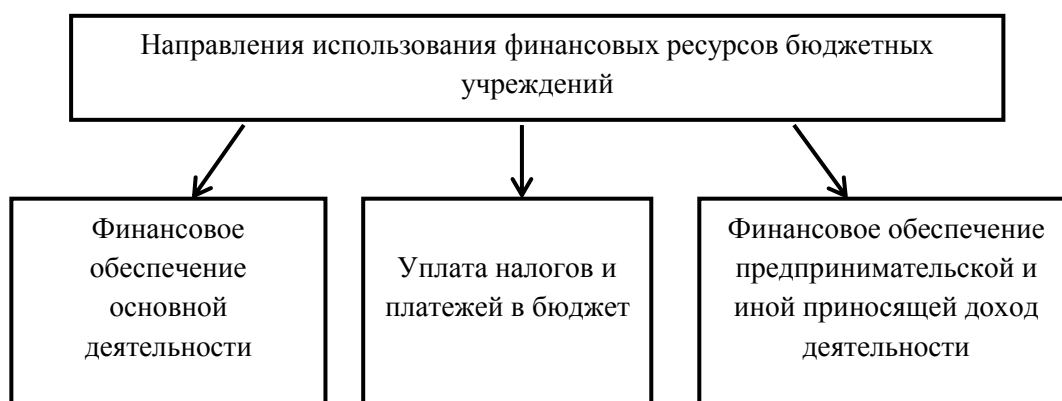 Направления использования финансовых ресурсов бюджетных
учреждений
Финансовое
обеспечение
основной
деятельности
Уплата налогов и
платежей в бюджет
Финансовое обеспечение
предпринимательской и
иной приносящей доход
деятельности